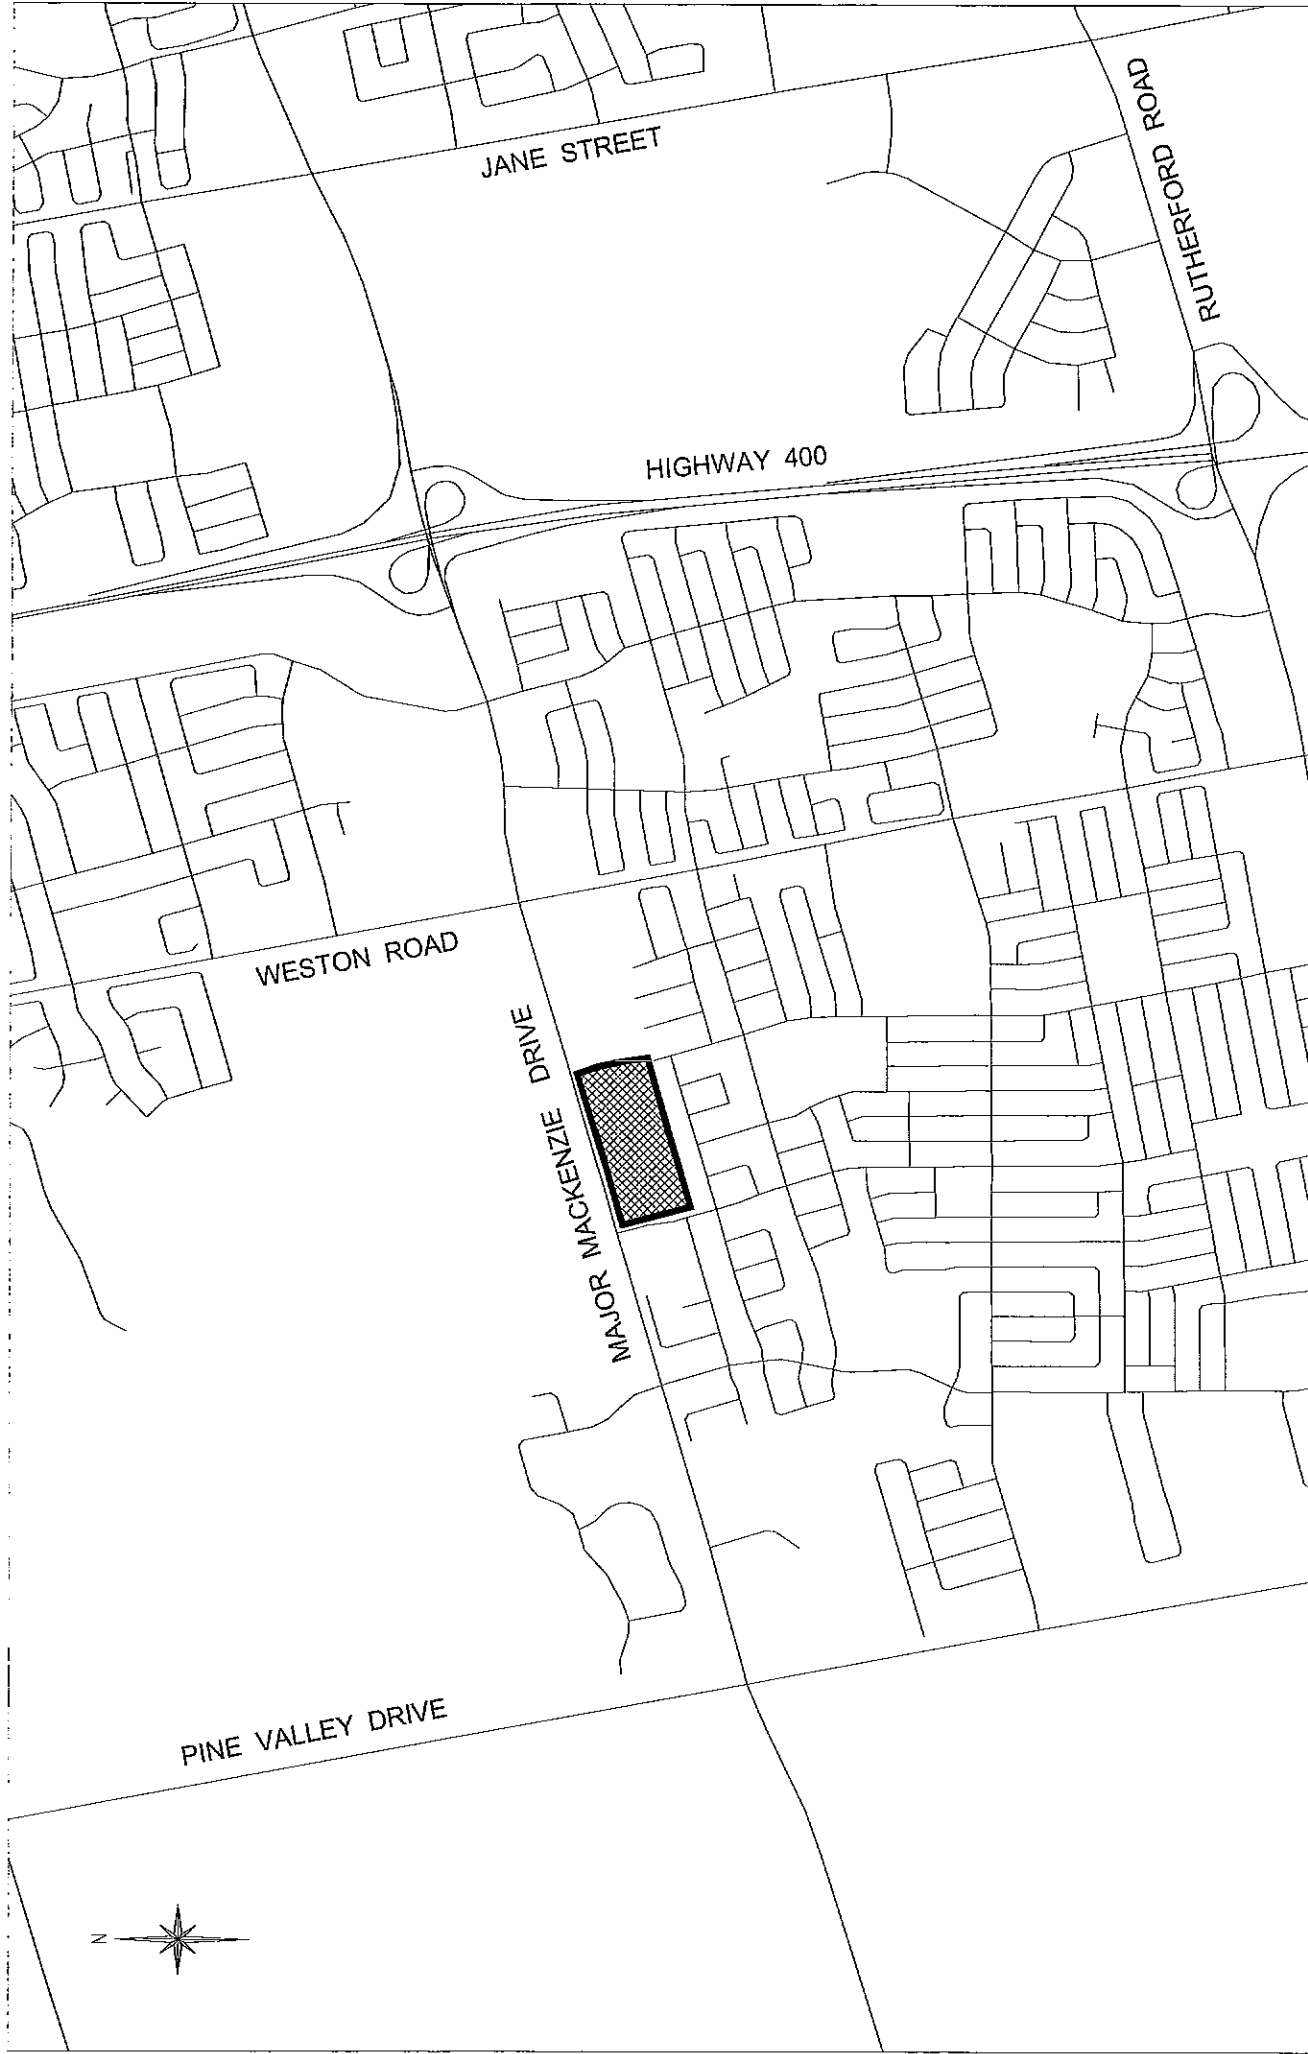 JANE STREET
RUTHERFORD ROAD
HIGHWAY 400
WESTON ROAD
MAJOR MACKENZIE DRIVE
PINE VALLEY DRIVE
N